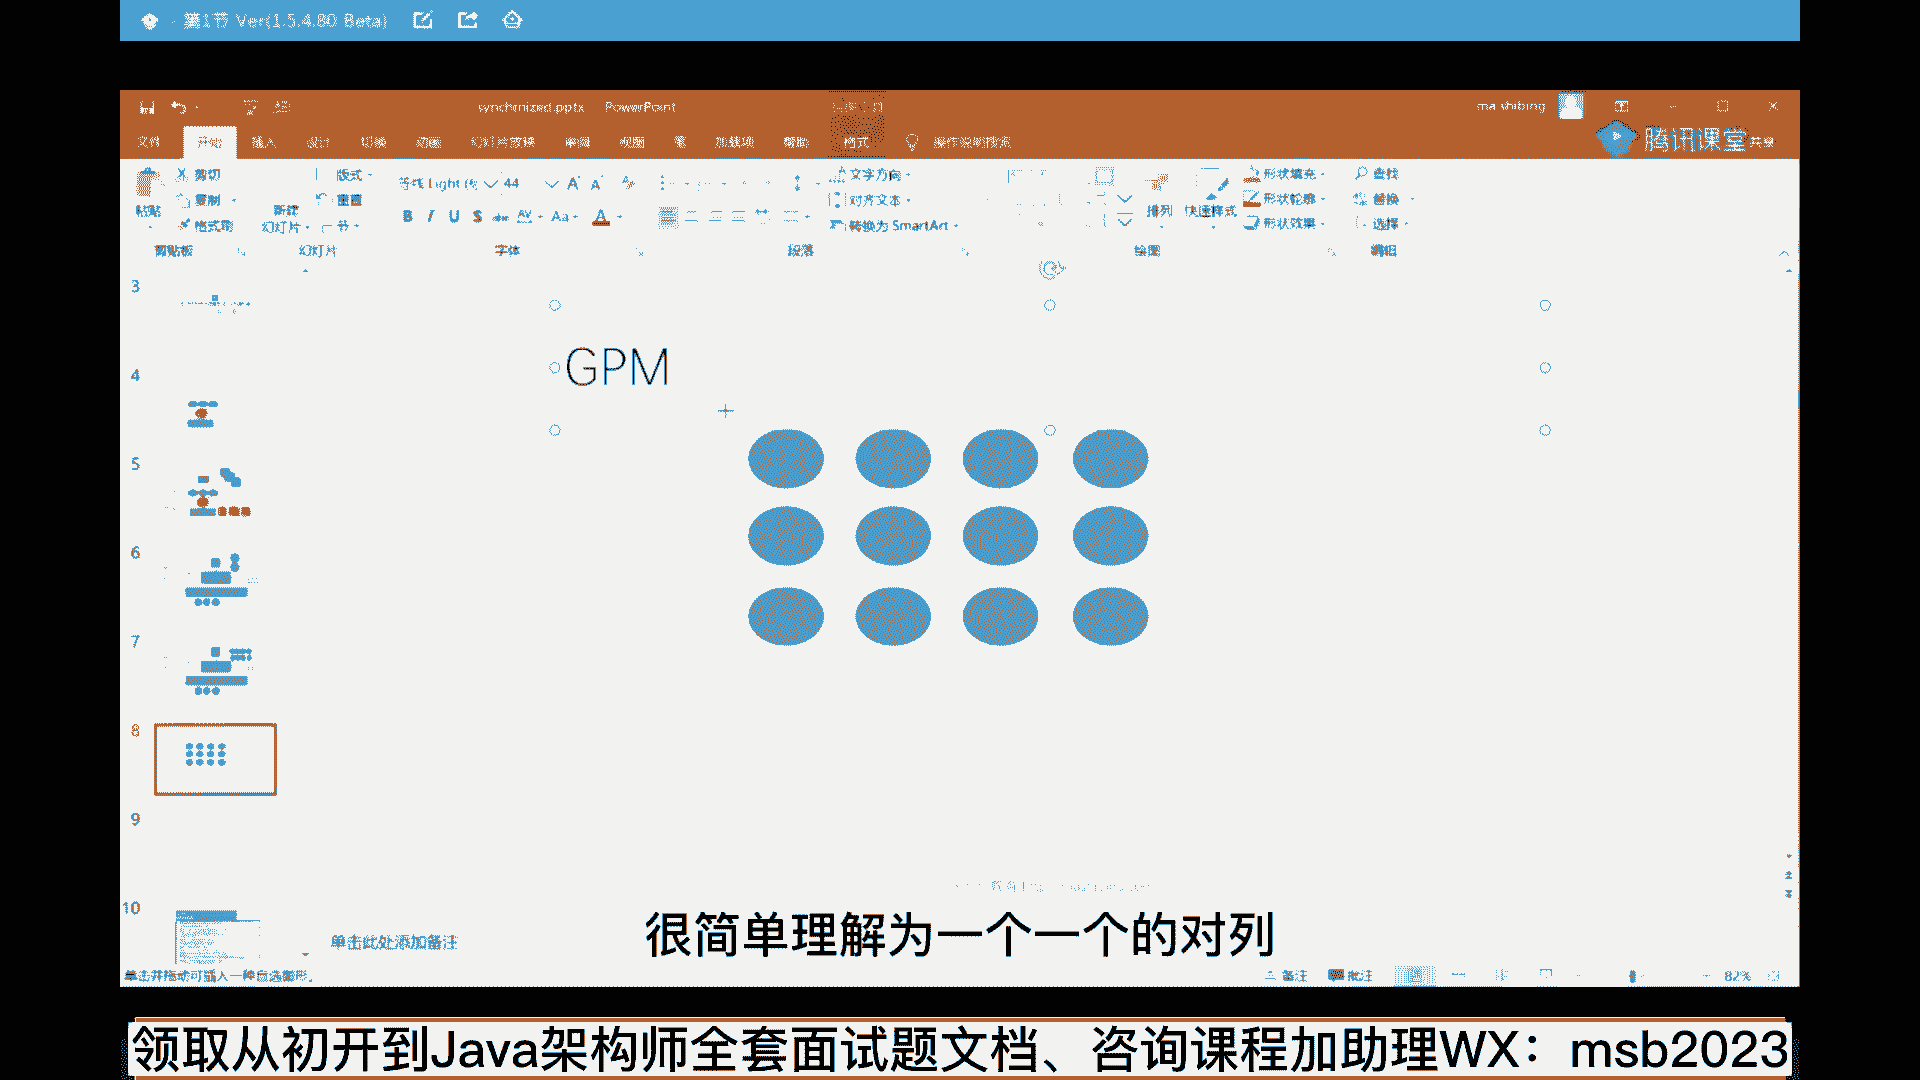 · 第1节 Ver(1.5.4.80 Beta)
synchrnized.pptx - PowerPoint
ma shibing
文件 开始 插入 设计 切换 动画 幻灯片放映 审阅 视图 笔 加载项 帮助 格式 操作说明搜索
腾讯课堂 共享
剪切
复制
格式刷
粘贴
剪贴板
新建
幻灯片
版式
重置
节
幻灯片
44
B I U S abc AV Aa A
字体
文字方向
对齐文本
转换为 SmartArt
段落
排列 快速样式
形状填充
形状轮廓
形状效果
绘图
查找
替换
选择
编辑
3
4
5
6
7
8
9
10
GPM
单击此处添加备注
很简单理解为一个一个的对列
单击并拖动可插入一种自选图形。
备注 批注
82%
领取从初开到Java架构师全套面试题文档、咨询课程加助理WX：msb2023